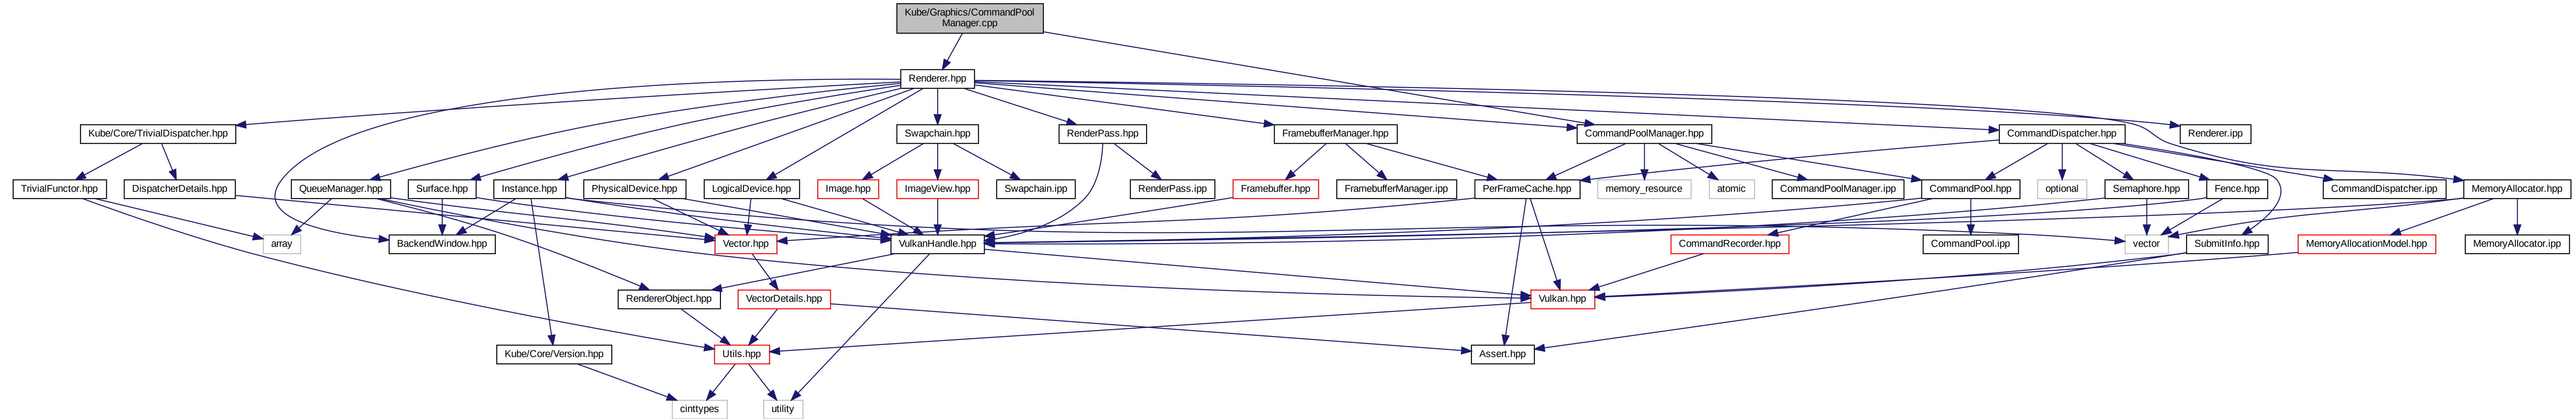 Kube/Graphics/CommandPool
Manager.cpp
Renderer.hpp
Kube/Core/TrivialDispatcher.hpp
Swapchain.hpp
RenderPass.hpp
FramebufferManager.hpp
CommandPoolManager.hpp
CommandDispatcher.hpp
Renderer.ipp
TrivialFunctor.hpp
DispatcherDetails.hpp
QueueManager.hpp
Surface.hpp
Instance.hpp
PhysicalDevice.hpp
LogicalDevice.hpp
Image.hpp
ImageView.hpp
Swapchain.ipp
RenderPass.ipp
Framebuffer.hpp
FramebufferManager.ipp
PerFrameCache.hpp
memory_resource
atomic
CommandPoolManager.ipp
CommandPool.hpp
optional
Semaphore.hpp
Fence.hpp
CommandDispatcher.ipp
MemoryAllocator.hpp
array
BackendWindow.hpp
Vector.hpp
VulkanHandle.hpp
CommandRecorder.hpp
CommandPool.ipp
vector
SubmitInfo.hpp
MemoryAllocationModel.hpp
MemoryAllocator.ipp
RendererObject.hpp
VectorDetails.hpp
Vulkan.hpp
Kube/Core/Version.hpp
Utils.hpp
Assert.hpp
cinttypes
utility